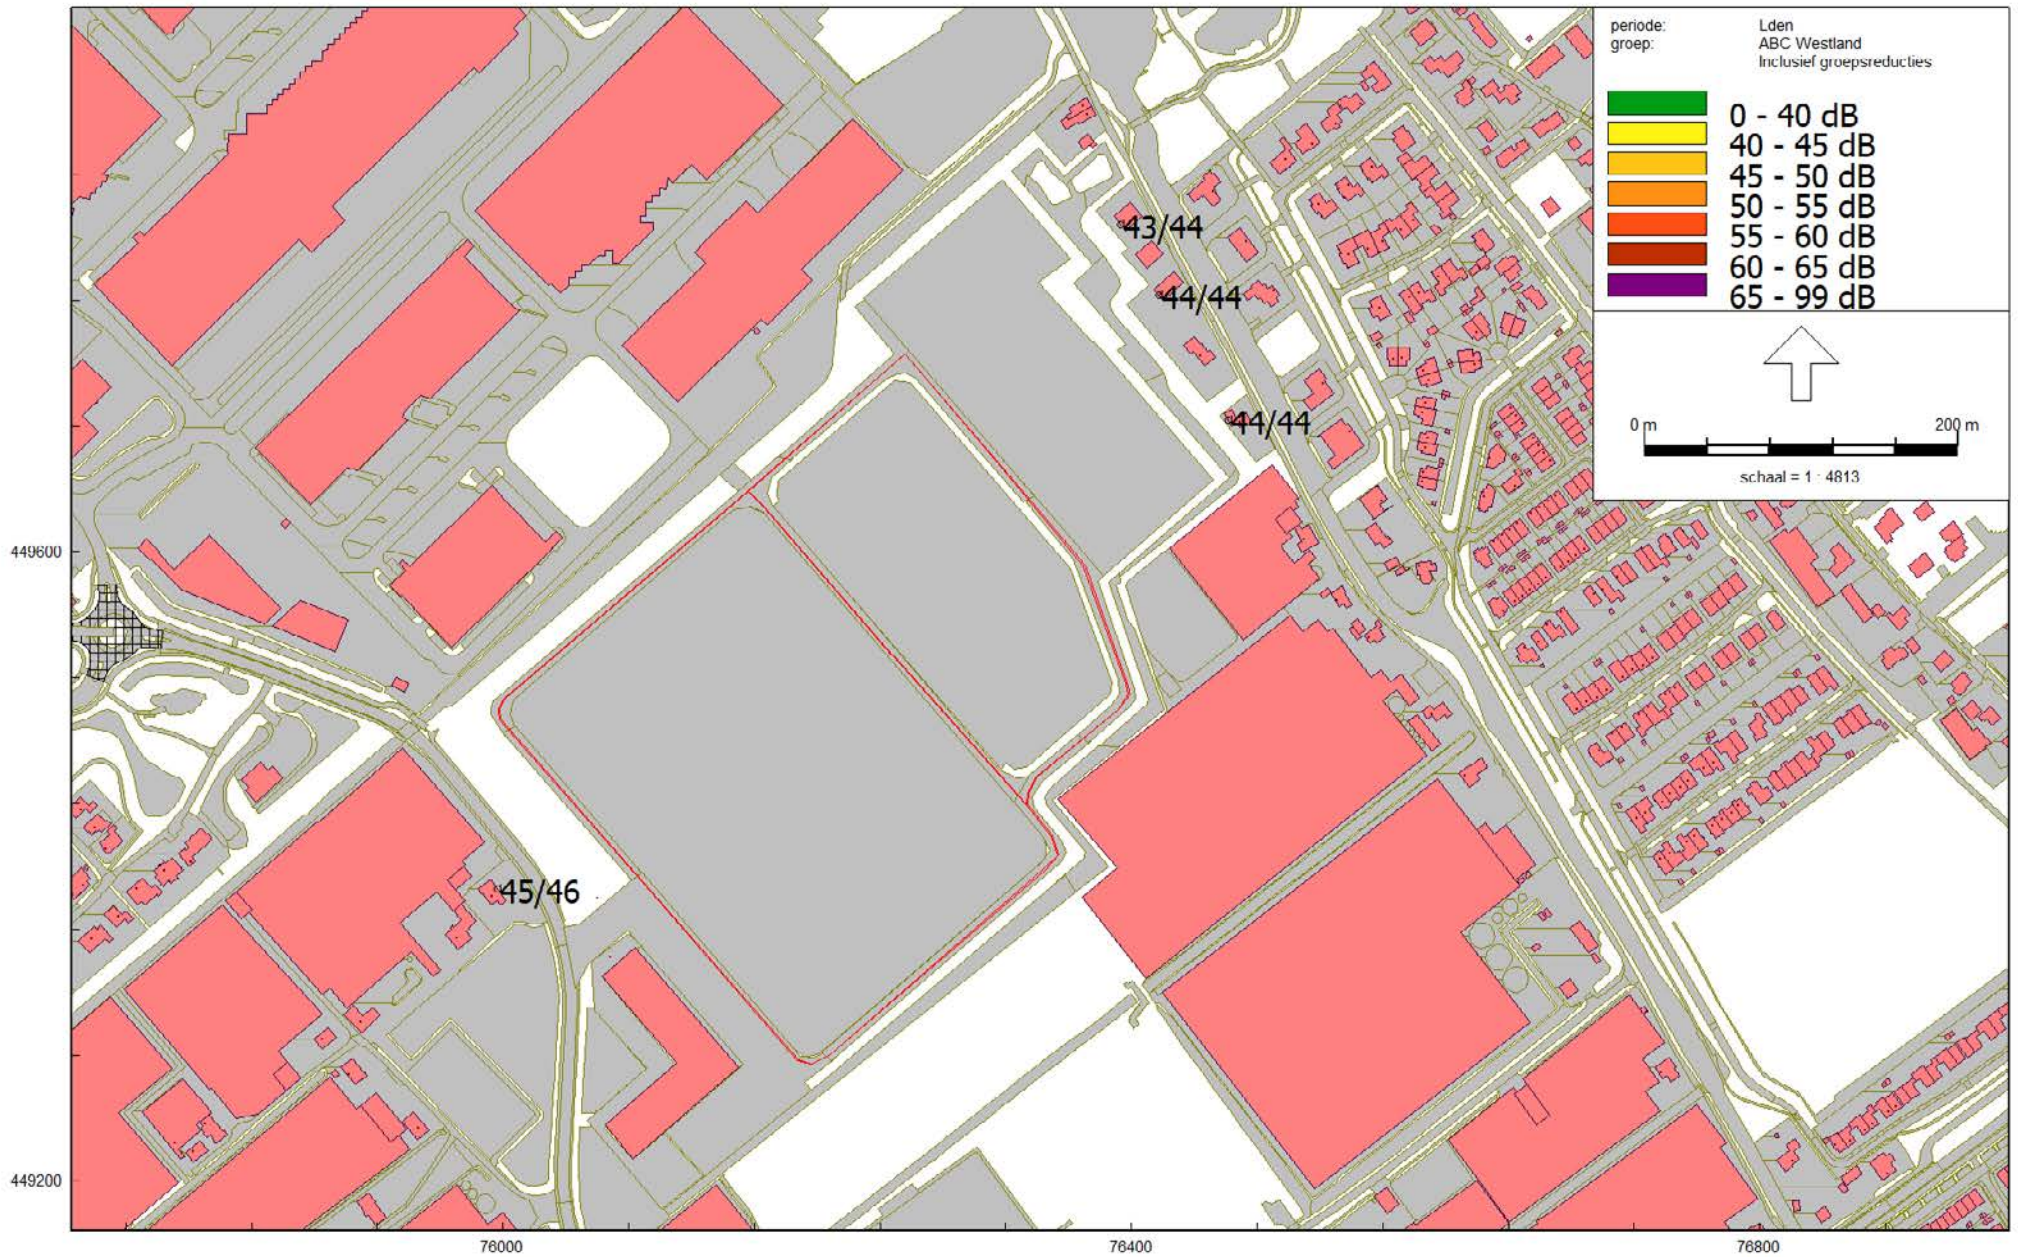 periode: Lden
groep: ABC Westland
Inclusief groepsreducties
0 - 40 dB
40 - 45 dB
45 - 50 dB
50 - 55 dB
55 - 60 dB
60 - 65 dB
65 - 99 dB
0 m 200 m
schaal = 1 : 4813
43/44
44/44
44/44
449600
45/46
449200
76000 76400 76800